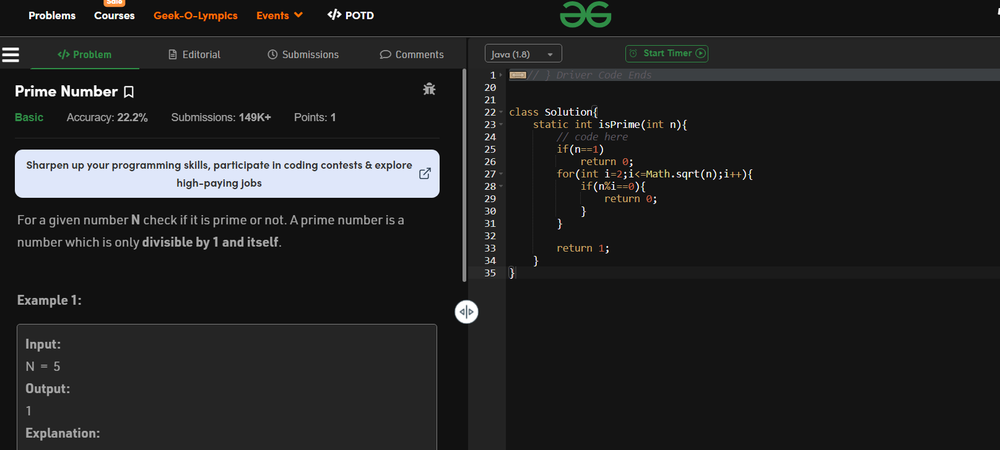 Sale
Problems Courses Geek-O-Lympics Events </> POTD
</> Problem Editorial Submissions Comments
Prime Number
Basic Accuracy: 22.2% Submissions: 149K+ Points: 1
Sharpen up your programming skills, participate in coding contests & explore
high-paying jobs
For a given number N check if it is prime or not. A prime number is a
number which is only divisible by 1 and itself.
Example 1:
Input:
N = 5
Output:
1
Explanation:
Java (1.8) Start Timer
1 // } Driver Code Ends
20
21
22 class Solution{
23 static int isPrime(int n){
24 // code here
25 if(n==1)
26 return 0;
27 for(int i=2;i<=Math.sqrt(n);i++){
28 if(n%i==0){
29 return 0;
30 }
31 }
32
33 return 1;
34 }
35 }